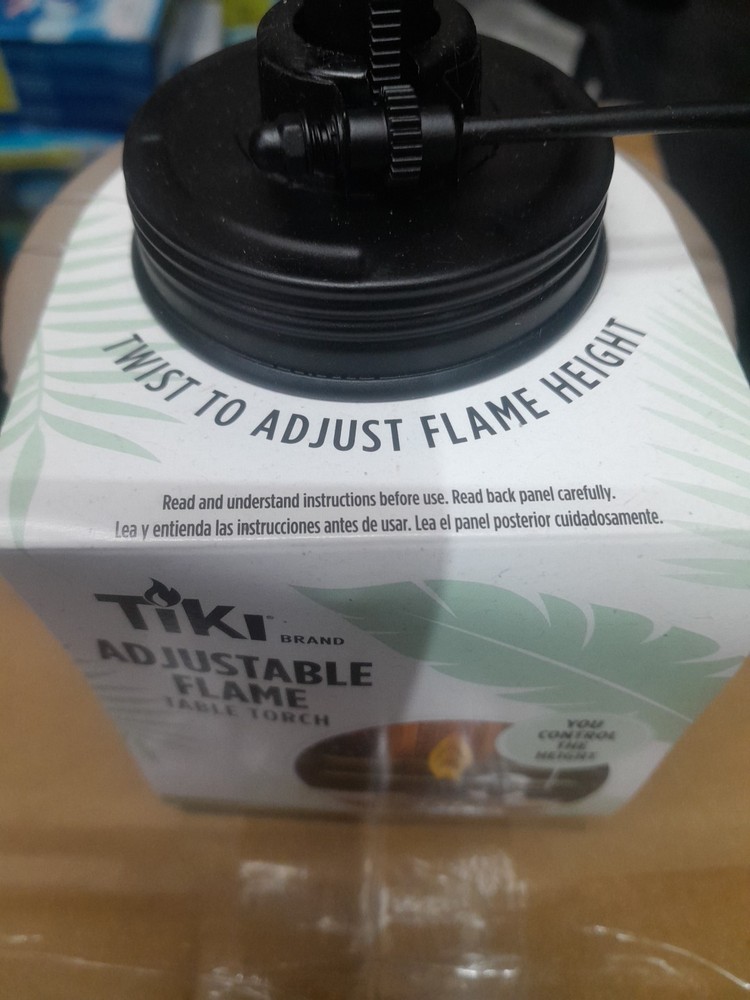 TWIST TO ADJUST FLAME HEIGHT
Read and understand instructions before use. Read back panel carefully.
Lea y entienda las instrucciones antes de usar. Lea el panel posterior cuidadosamente.
TiKi BRAND
ADJUSTABLE
FLAME
TABLE TORCH
YOU
CONTROL
THE
HEIGHT